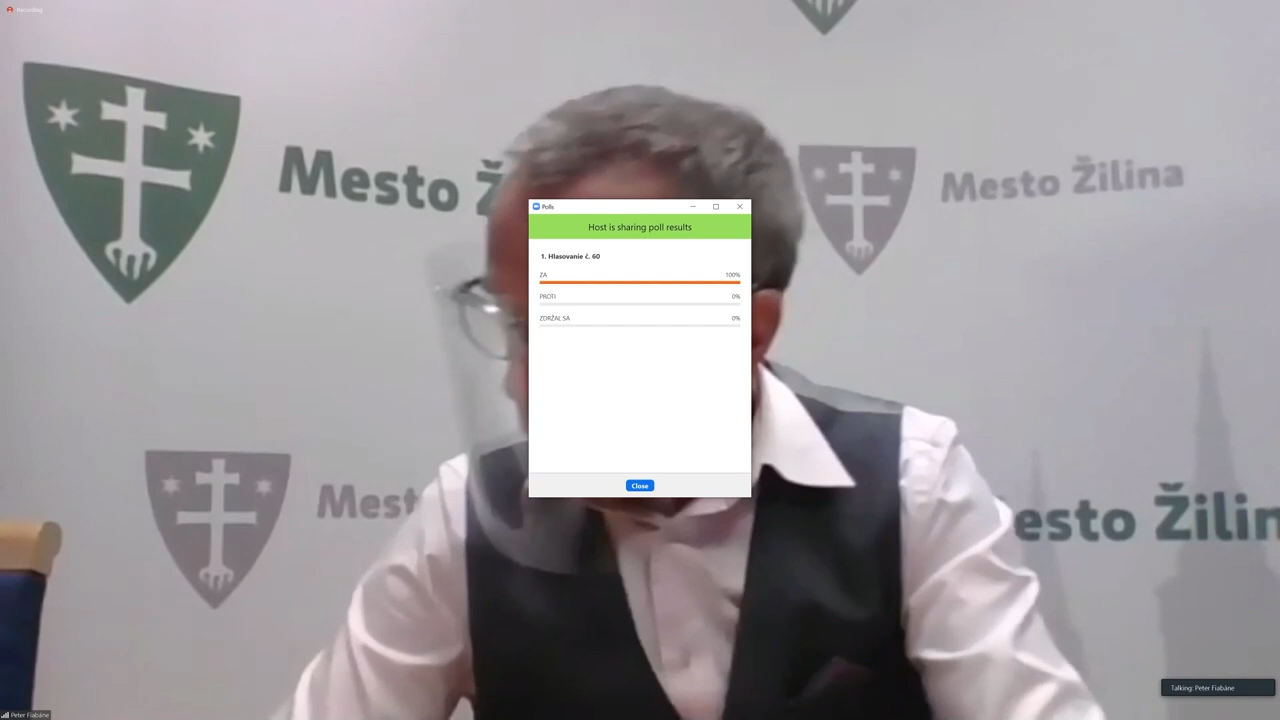 Recording
Mesto Ž
Mesto Žilina
Polls
Host is sharing poll results
1. Hlasovanie č. 60
ZA 100%
PROTI 0%
ZDRŽAL SA 0%
Close
Mest
esto Žilin
Talking: Peter Fiabáne
Peter Fiabáne